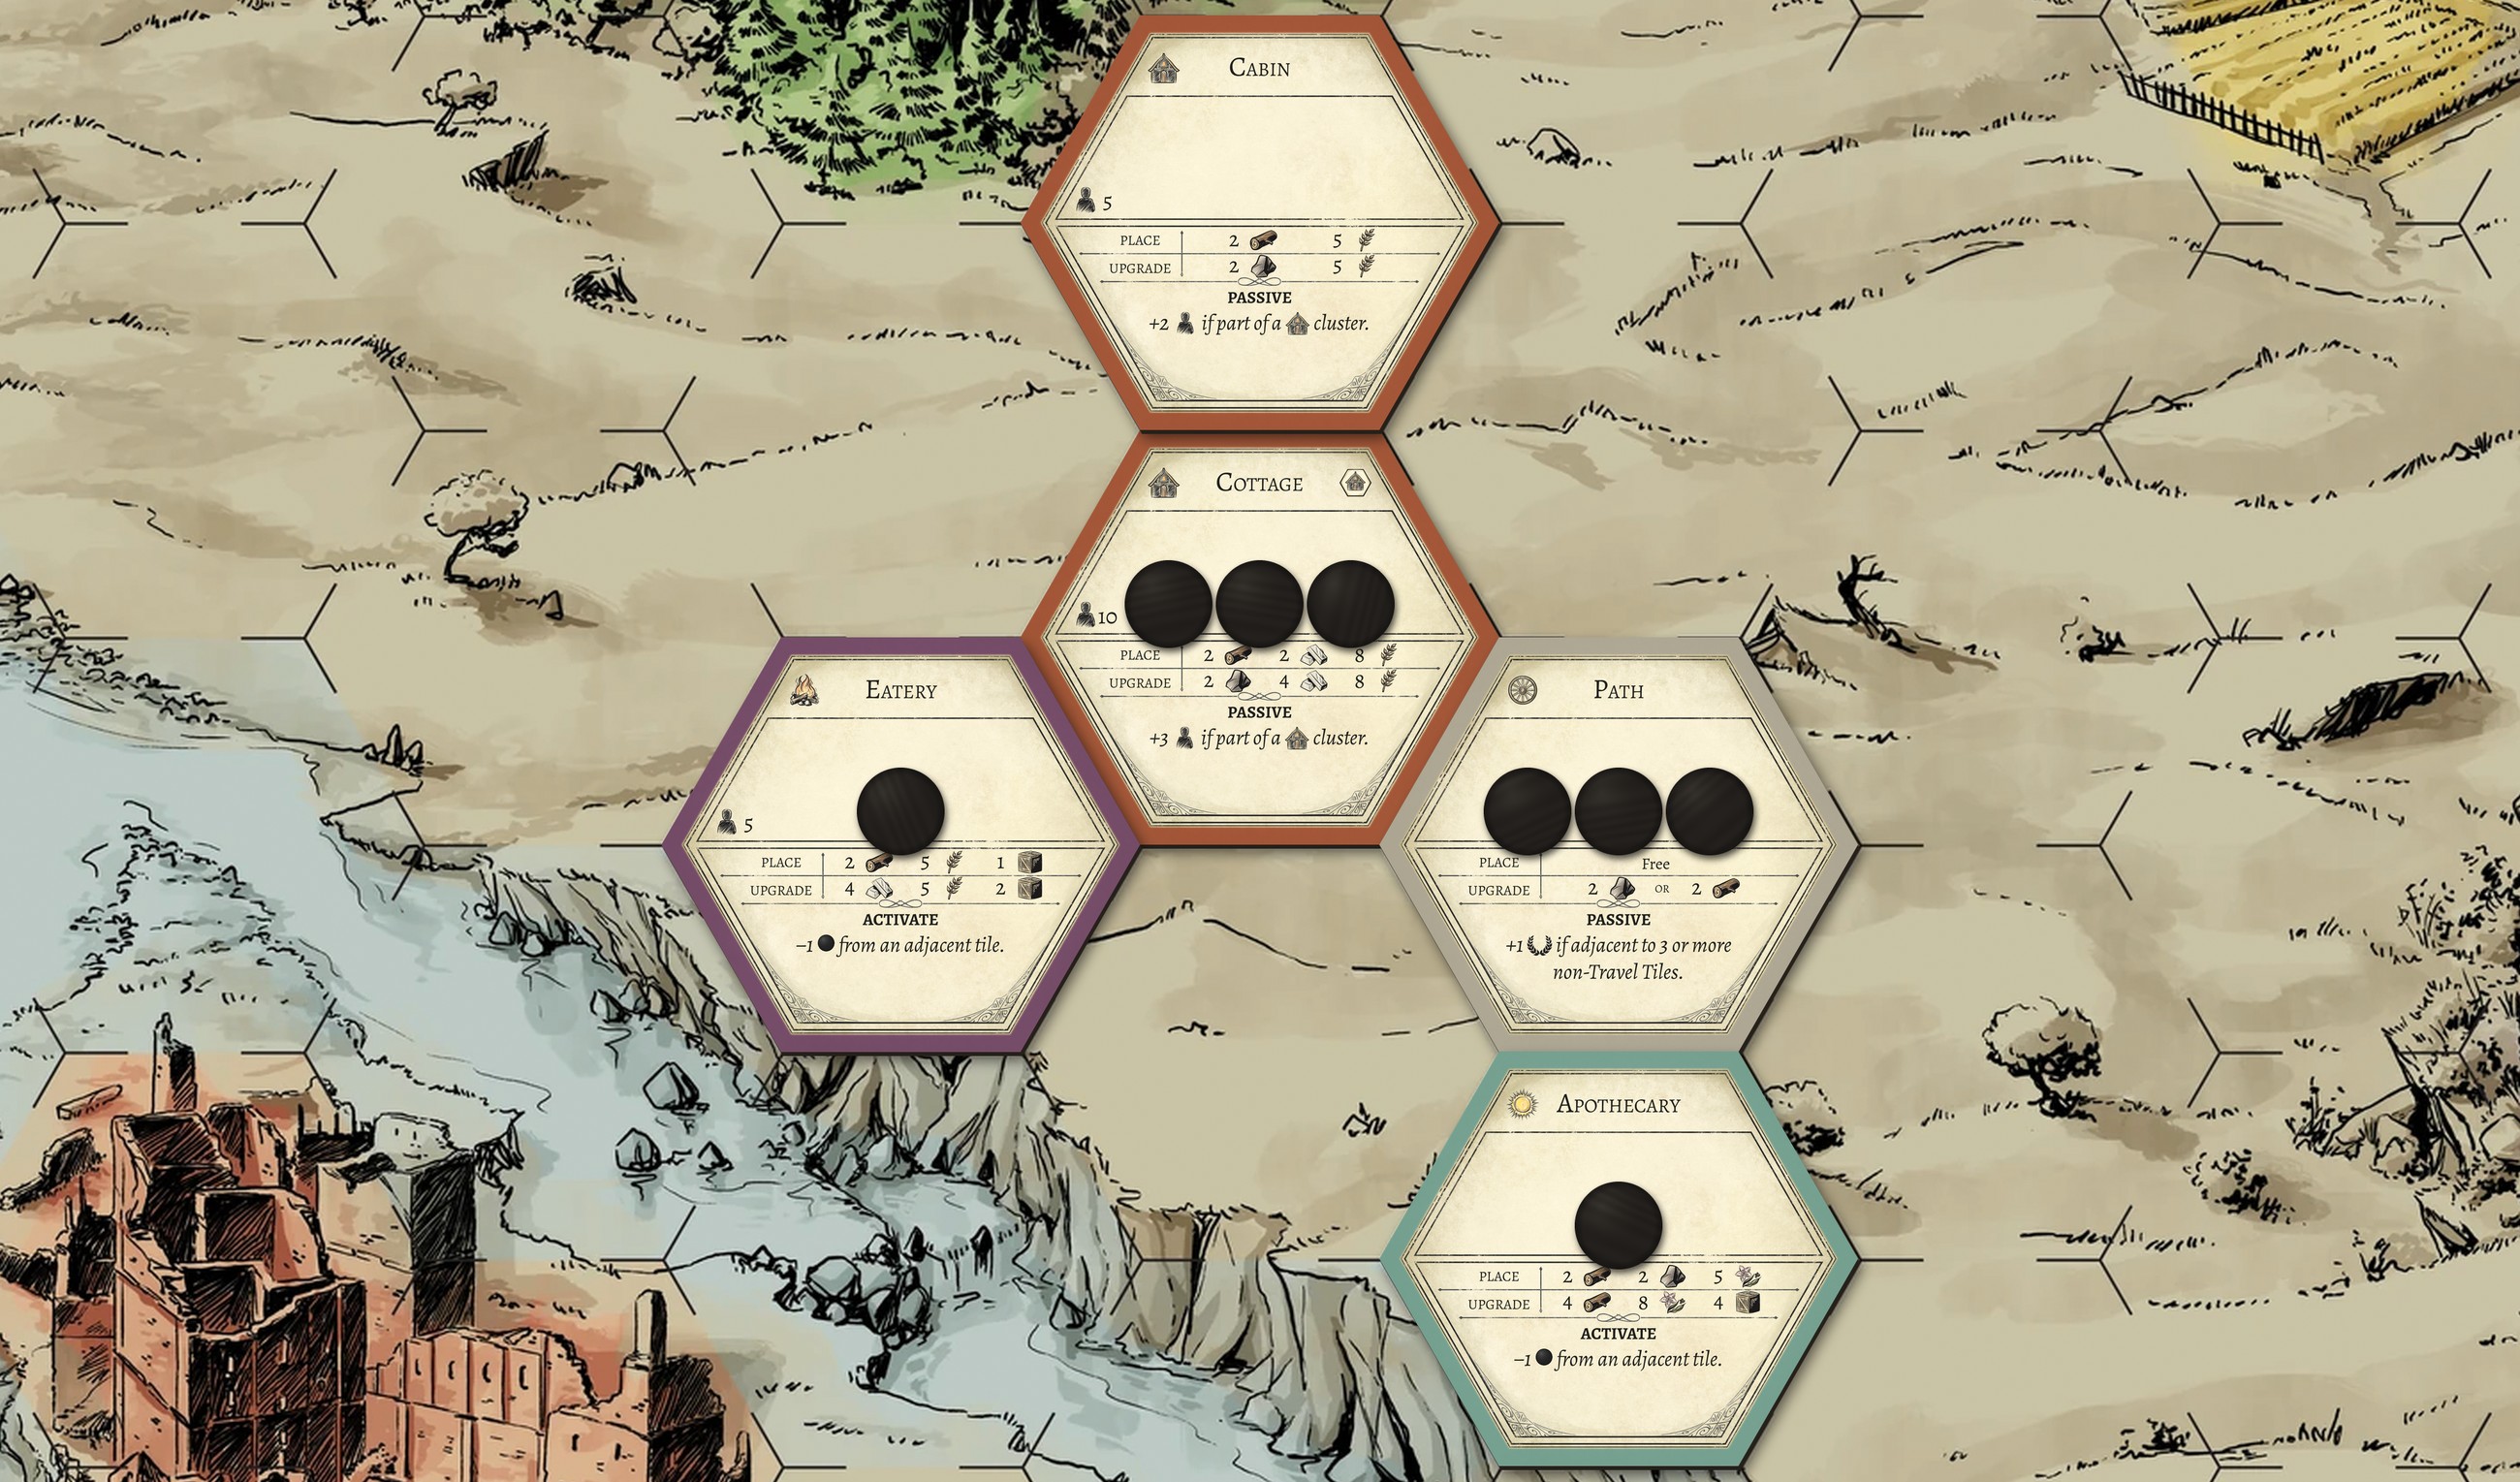 Cabin
5
PLACE 2 5
UPGRADE 2 5
PASSIVE
+2 if part of a cluster.
Cottage
10
PLACE 2 2 8
UPGRADE 2 4 8
PASSIVE
+3 if part of a cluster.
Eatery
5
PLACE 2 5 1
UPGRADE 4 5 2
ACTIVATE
−1 from an adjacent tile.
Path
PLACE Free
UPGRADE 2 OR 2
PASSIVE
+1 if adjacent to 3 or more
non-Travel Tiles.
Apothecary
PLACE 2 2 5
UPGRADE 4 8 4
ACTIVATE
−1 from an adjacent tile.